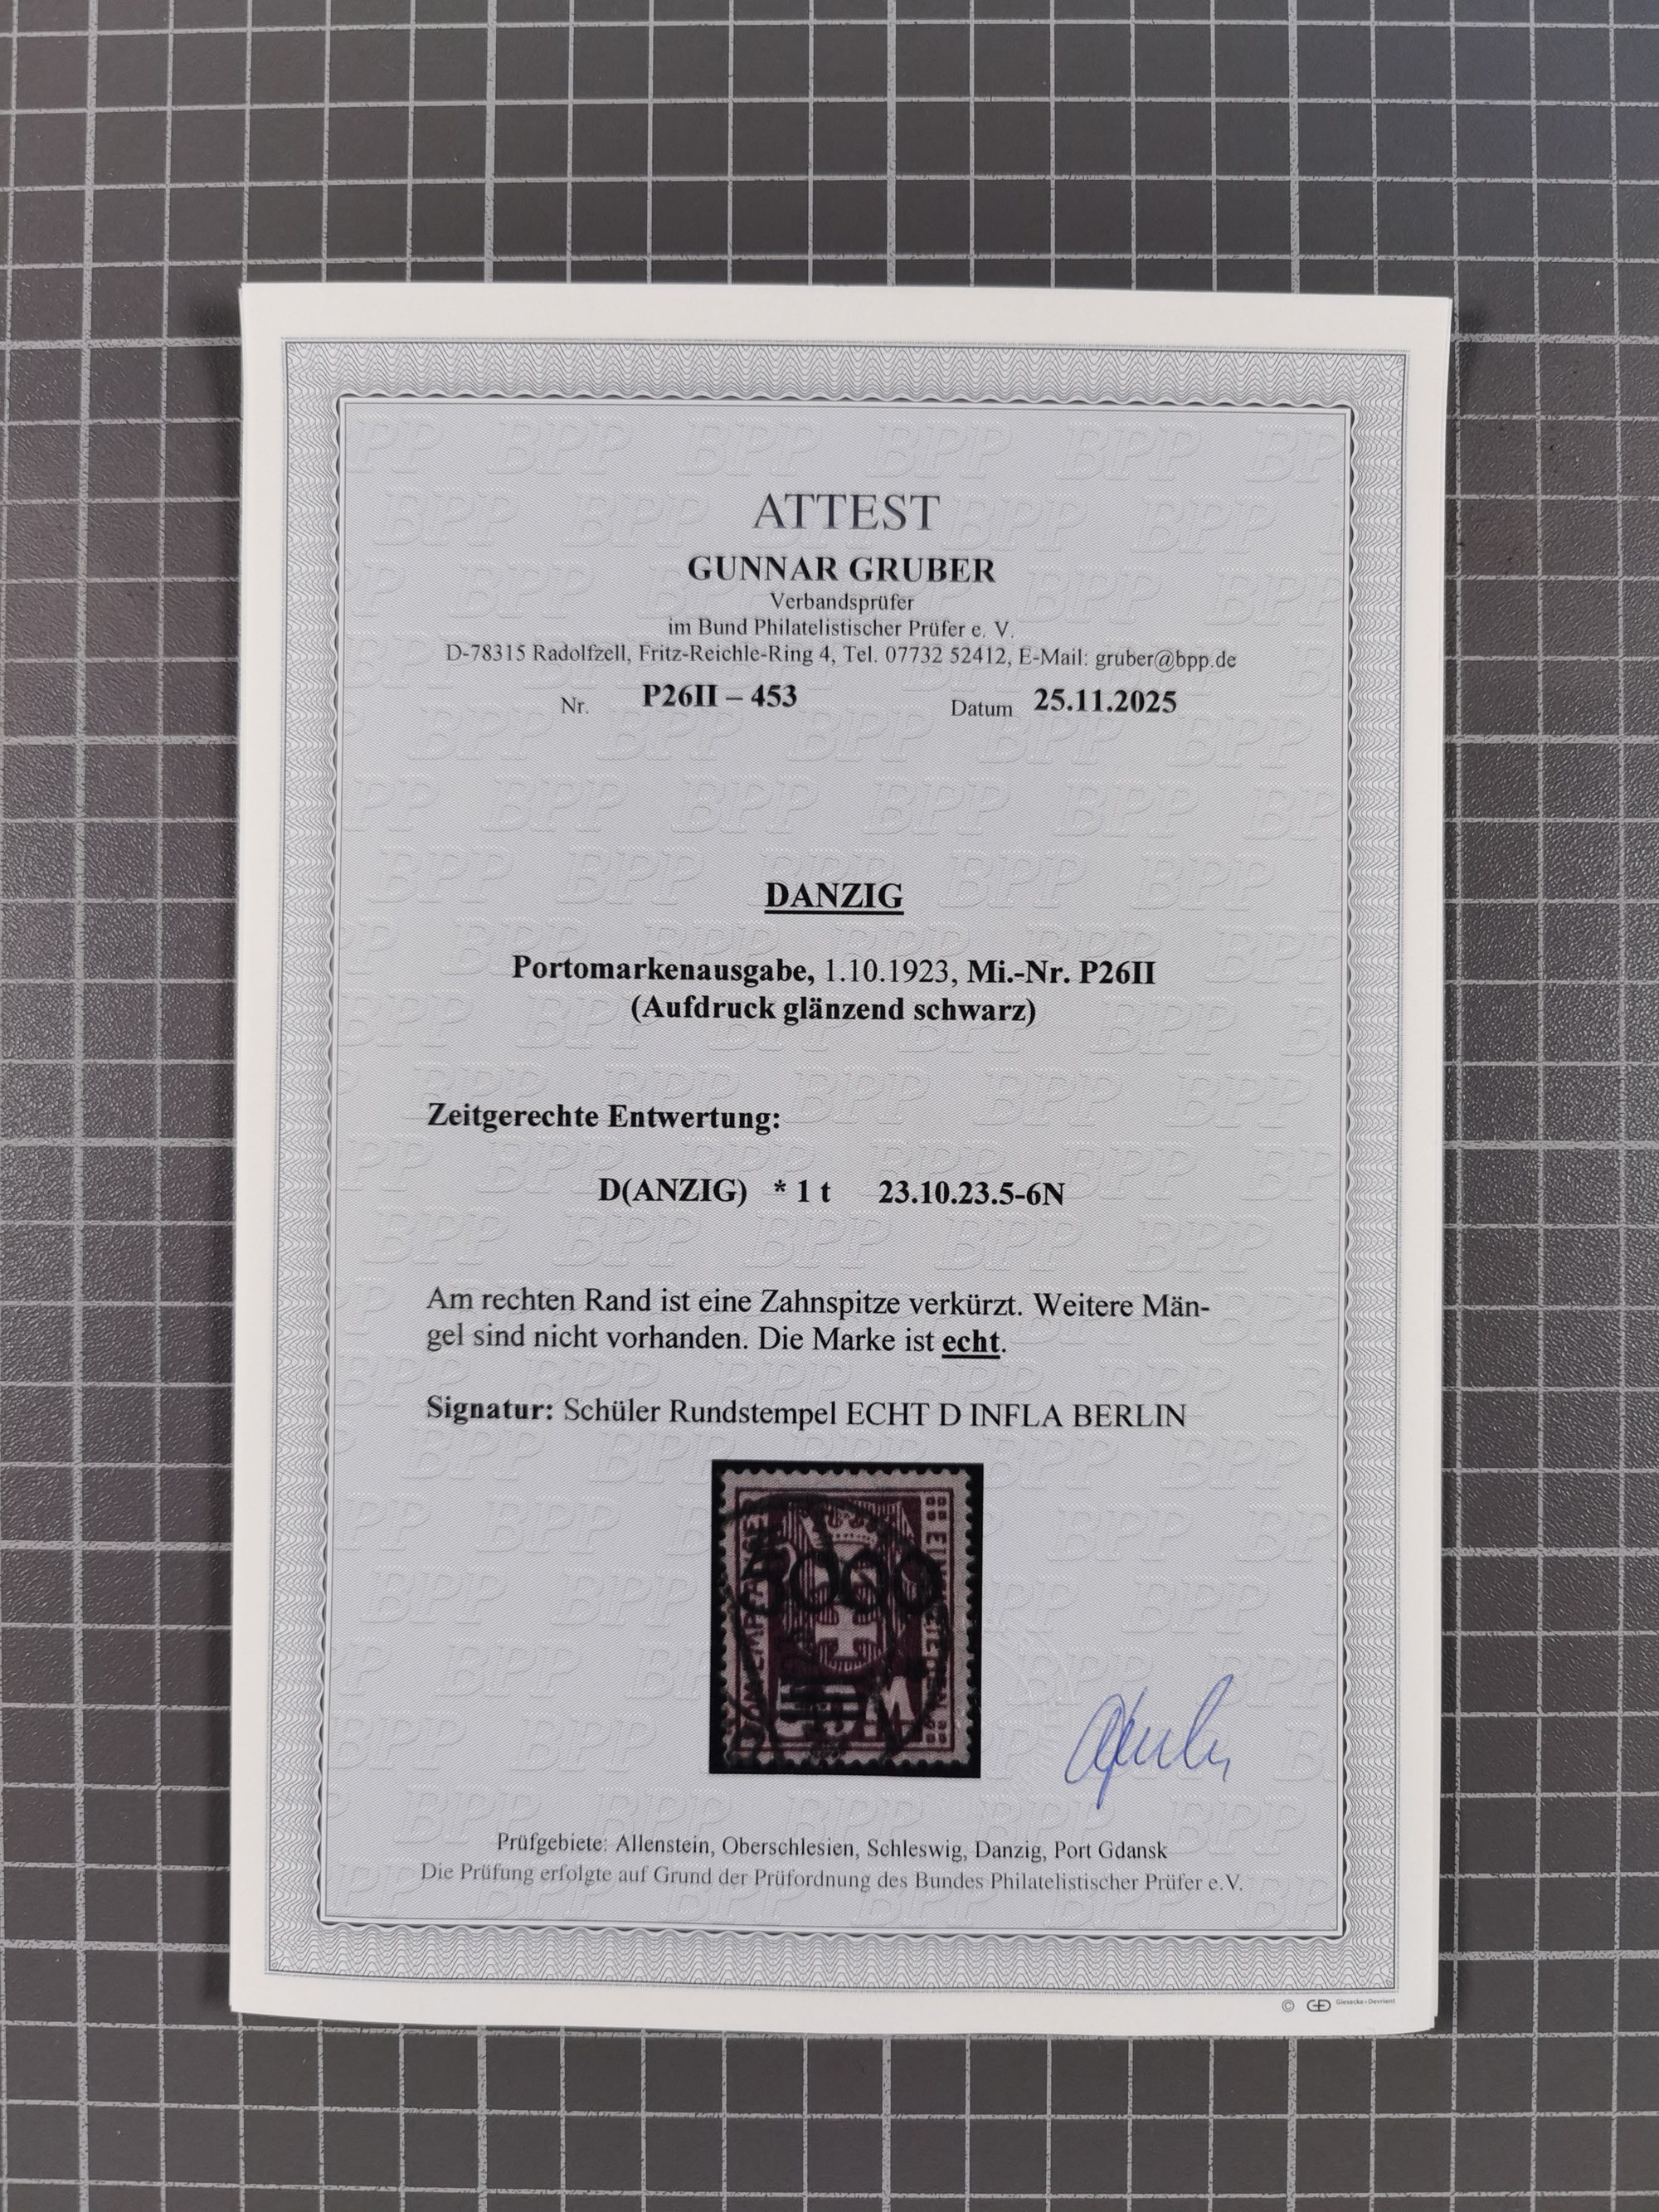 ATTEST
GUNNAR GRUBER
Verbandsprüfer
im Bund Philatelistischer Prüfer e. V.
D-78315 Radolfzell, Fritz-Reichle-Ring 4, Tel. 07732 52412, E-Mail: gruber@bpp.de
Nr. P26II – 453 Datum 25.11.2025
DANZIG
Portomarkenausgabe, 1.10.1923, Mi.-Nr. P26II
(Aufdruck glänzend schwarz)
Zeitgerechte Entwertung:
D(ANZIG) * 1 t 23.10.23.5-6N
Am rechten Rand ist eine Zahnspitze verkürzt. Weitere Män-
gel sind nicht vorhanden. Die Marke ist echt.
Signatur: Schüler Rundstempel ECHT D INFLA BERLIN
5000
M
Prüfgebiete: Allenstein, Oberschlesien, Schleswig, Danzig, Port Gdansk
Die Prüfung erfolgte auf Grund der Prüfordnung des Bundes Philatelistischer Prüfer e.V.
© GD Giesecke+Devrient